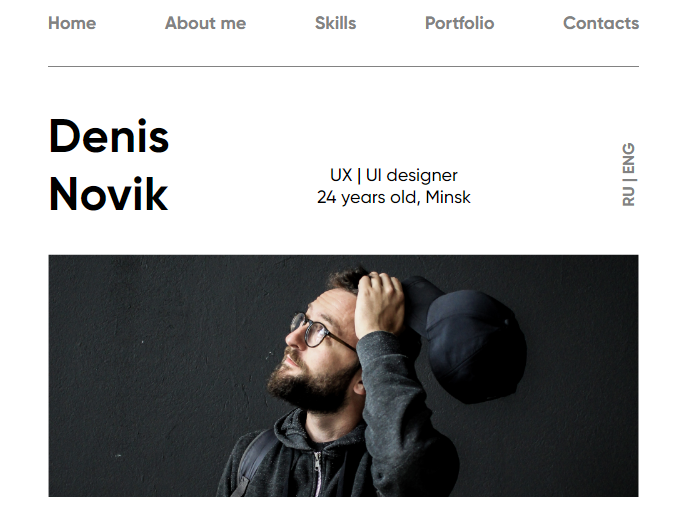 Home About me Skills Portfolio Contacts
Denis
Novik
UX | UI designer
24 years old, Minsk
RU | ENG